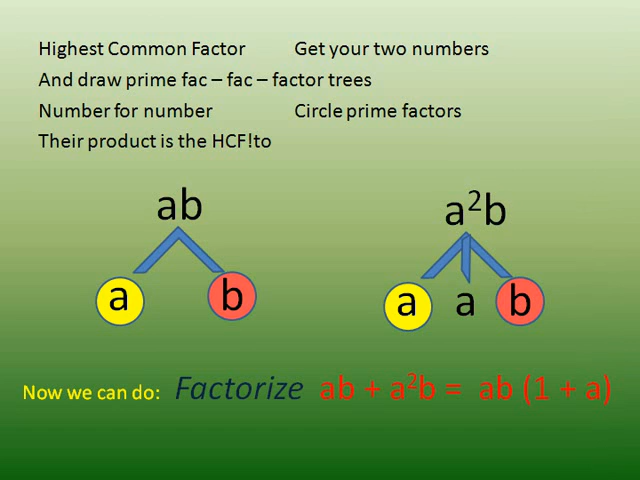 Highest Common Factor Get your two numbers
And draw prime fac – fac – factor trees
Number for number Circle prime factors
Their product is the HCF!to
ab a²b
a b a a b
Now we can do: Factorize ab + a²b = ab (1 + a)